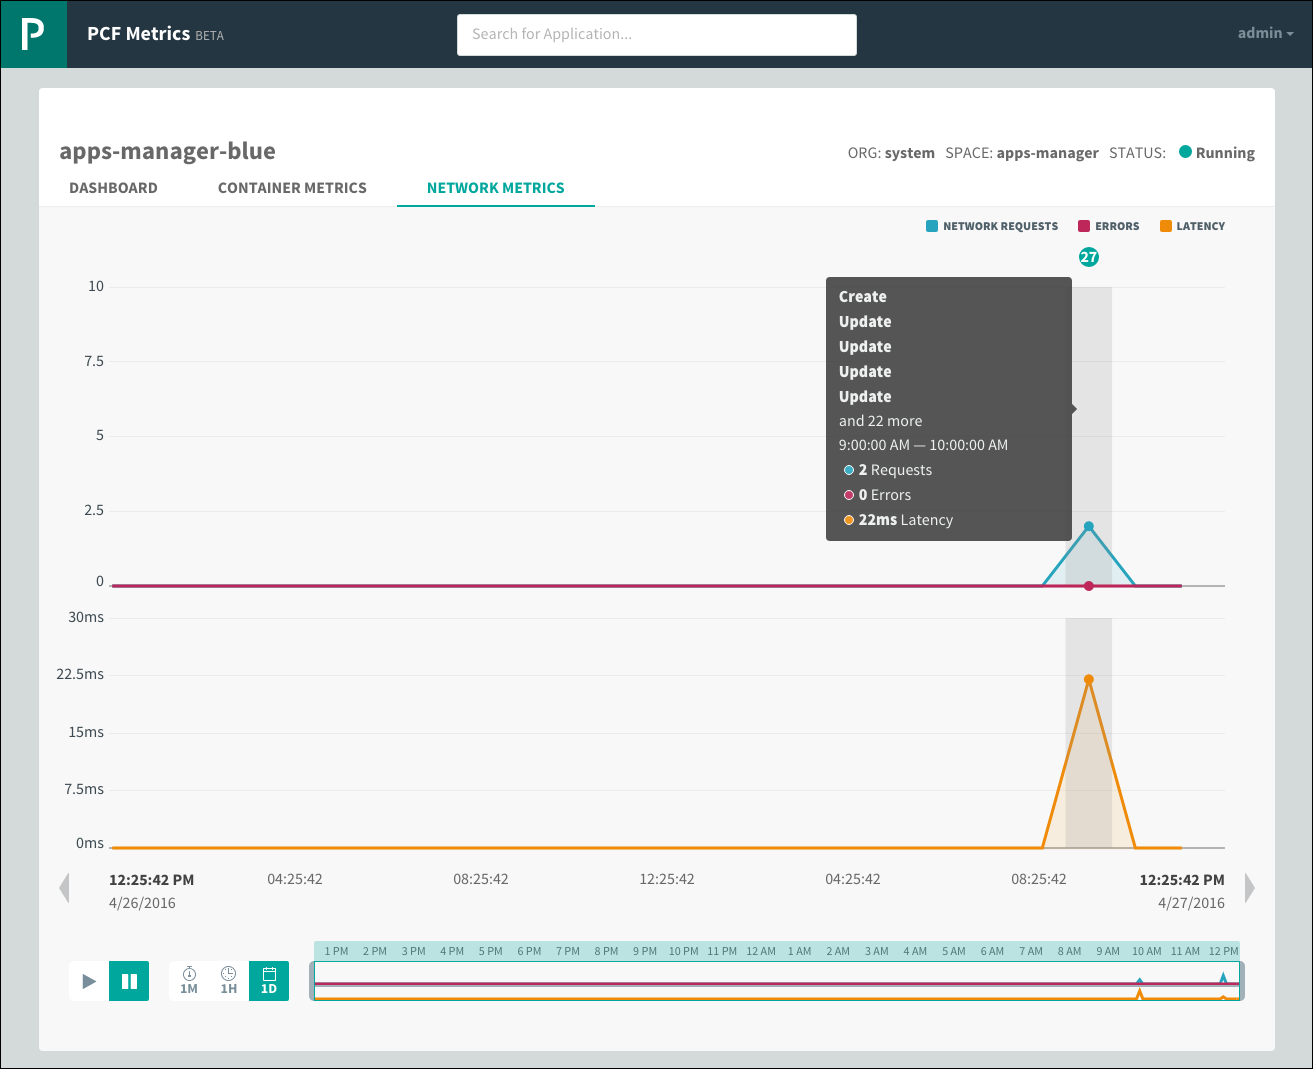 P PCF Metrics BETA Search for Application... admin
apps-manager-blue
ORG: system SPACE: apps-manager STATUS: Running
DASHBOARD CONTAINER METRICS NETWORK METRICS
NETWORK REQUESTS ERRORS LATENCY
27
10
7.5
5
2.5
0
Create
Update
Update
Update
Update
and 22 more
9:00:00 AM — 10:00:00 AM
2 Requests
0 Errors
22ms Latency
30ms
22.5ms
15ms
7.5ms
0ms
12:25:42 PM 04:25:42 08:25:42 12:25:42 04:25:42 08:25:42 12:25:42 PM
4/26/2016 4/27/2016
1 PM 2 PM 3 PM 4 PM 5 PM 6 PM 7 PM 8 PM 9 PM 10 PM 11 PM 12 AM 1 AM 2 AM 3 AM 4 AM 5 AM 6 AM 7 AM 8 AM 9 AM 10 AM 11 AM 12 PM
1M 1H 1D